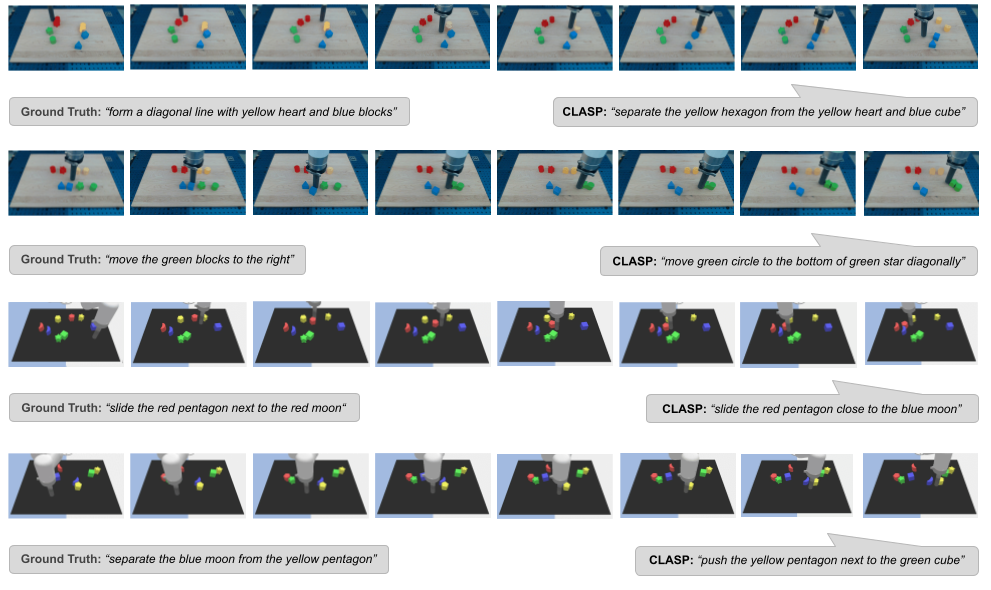 Ground Truth: “form a diagonal line with yellow heart and blue blocks”
CLASP: “separate the yellow hexagon from the yellow heart and blue cube”
Ground Truth: “move the green blocks to the right”
CLASP: “move green circle to the bottom of green star diagonally”
Ground Truth: “slide the red pentagon next to the red moon“
CLASP: “slide the red pentagon close to the blue moon”
Ground Truth: “separate the blue moon from the yellow pentagon”
CLASP: “push the yellow pentagon next to the green cube”